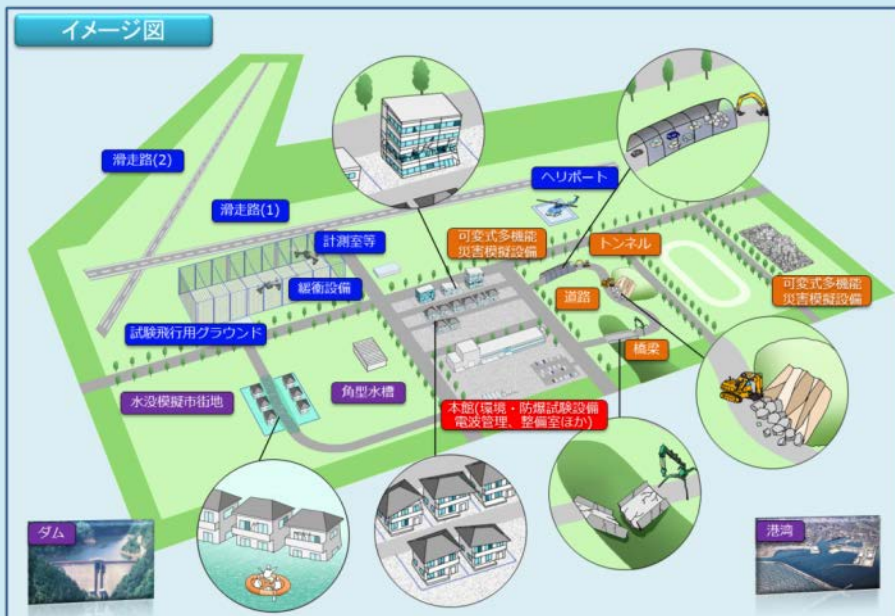 イメージ図
滑走路(2)
滑走路(1)
ヘリポート
計測室等
可変式多機能
災害模擬設備
トンネル
緩衝設備
道路
可変式多機能
災害模擬設備
試験飛行用グラウンド
橋梁
水没模擬市街地
角型水槽
本館(環境・防爆試験設備
電波管理、整備室ほか)
ダム
港湾